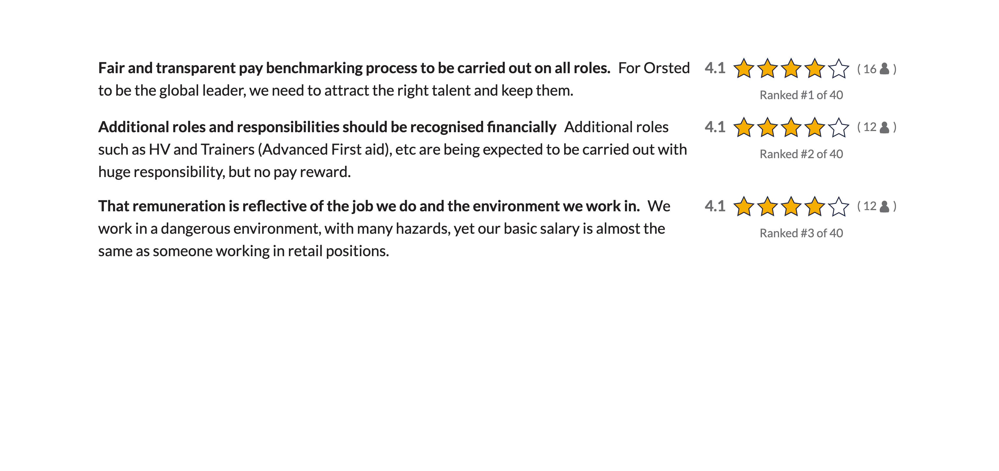 Fair and transparent pay benchmarking process to be carried out on all roles. For Orsted
to be the global leader, we need to attract the right talent and keep them.
4.1 (16)
Ranked #1 of 40
Additional roles and responsibilities should be recognised financially Additional roles
such as HV and Trainers (Advanced First aid), etc are being expected to be carried out with
huge responsibility, but no pay reward.
4.1 (12)
Ranked #2 of 40
That remuneration is reflective of the job we do and the environment we work in. We
work in a dangerous environment, with many hazards, yet our basic salary is almost the
same as someone working in retail positions.
4.1 (12)
Ranked #3 of 40